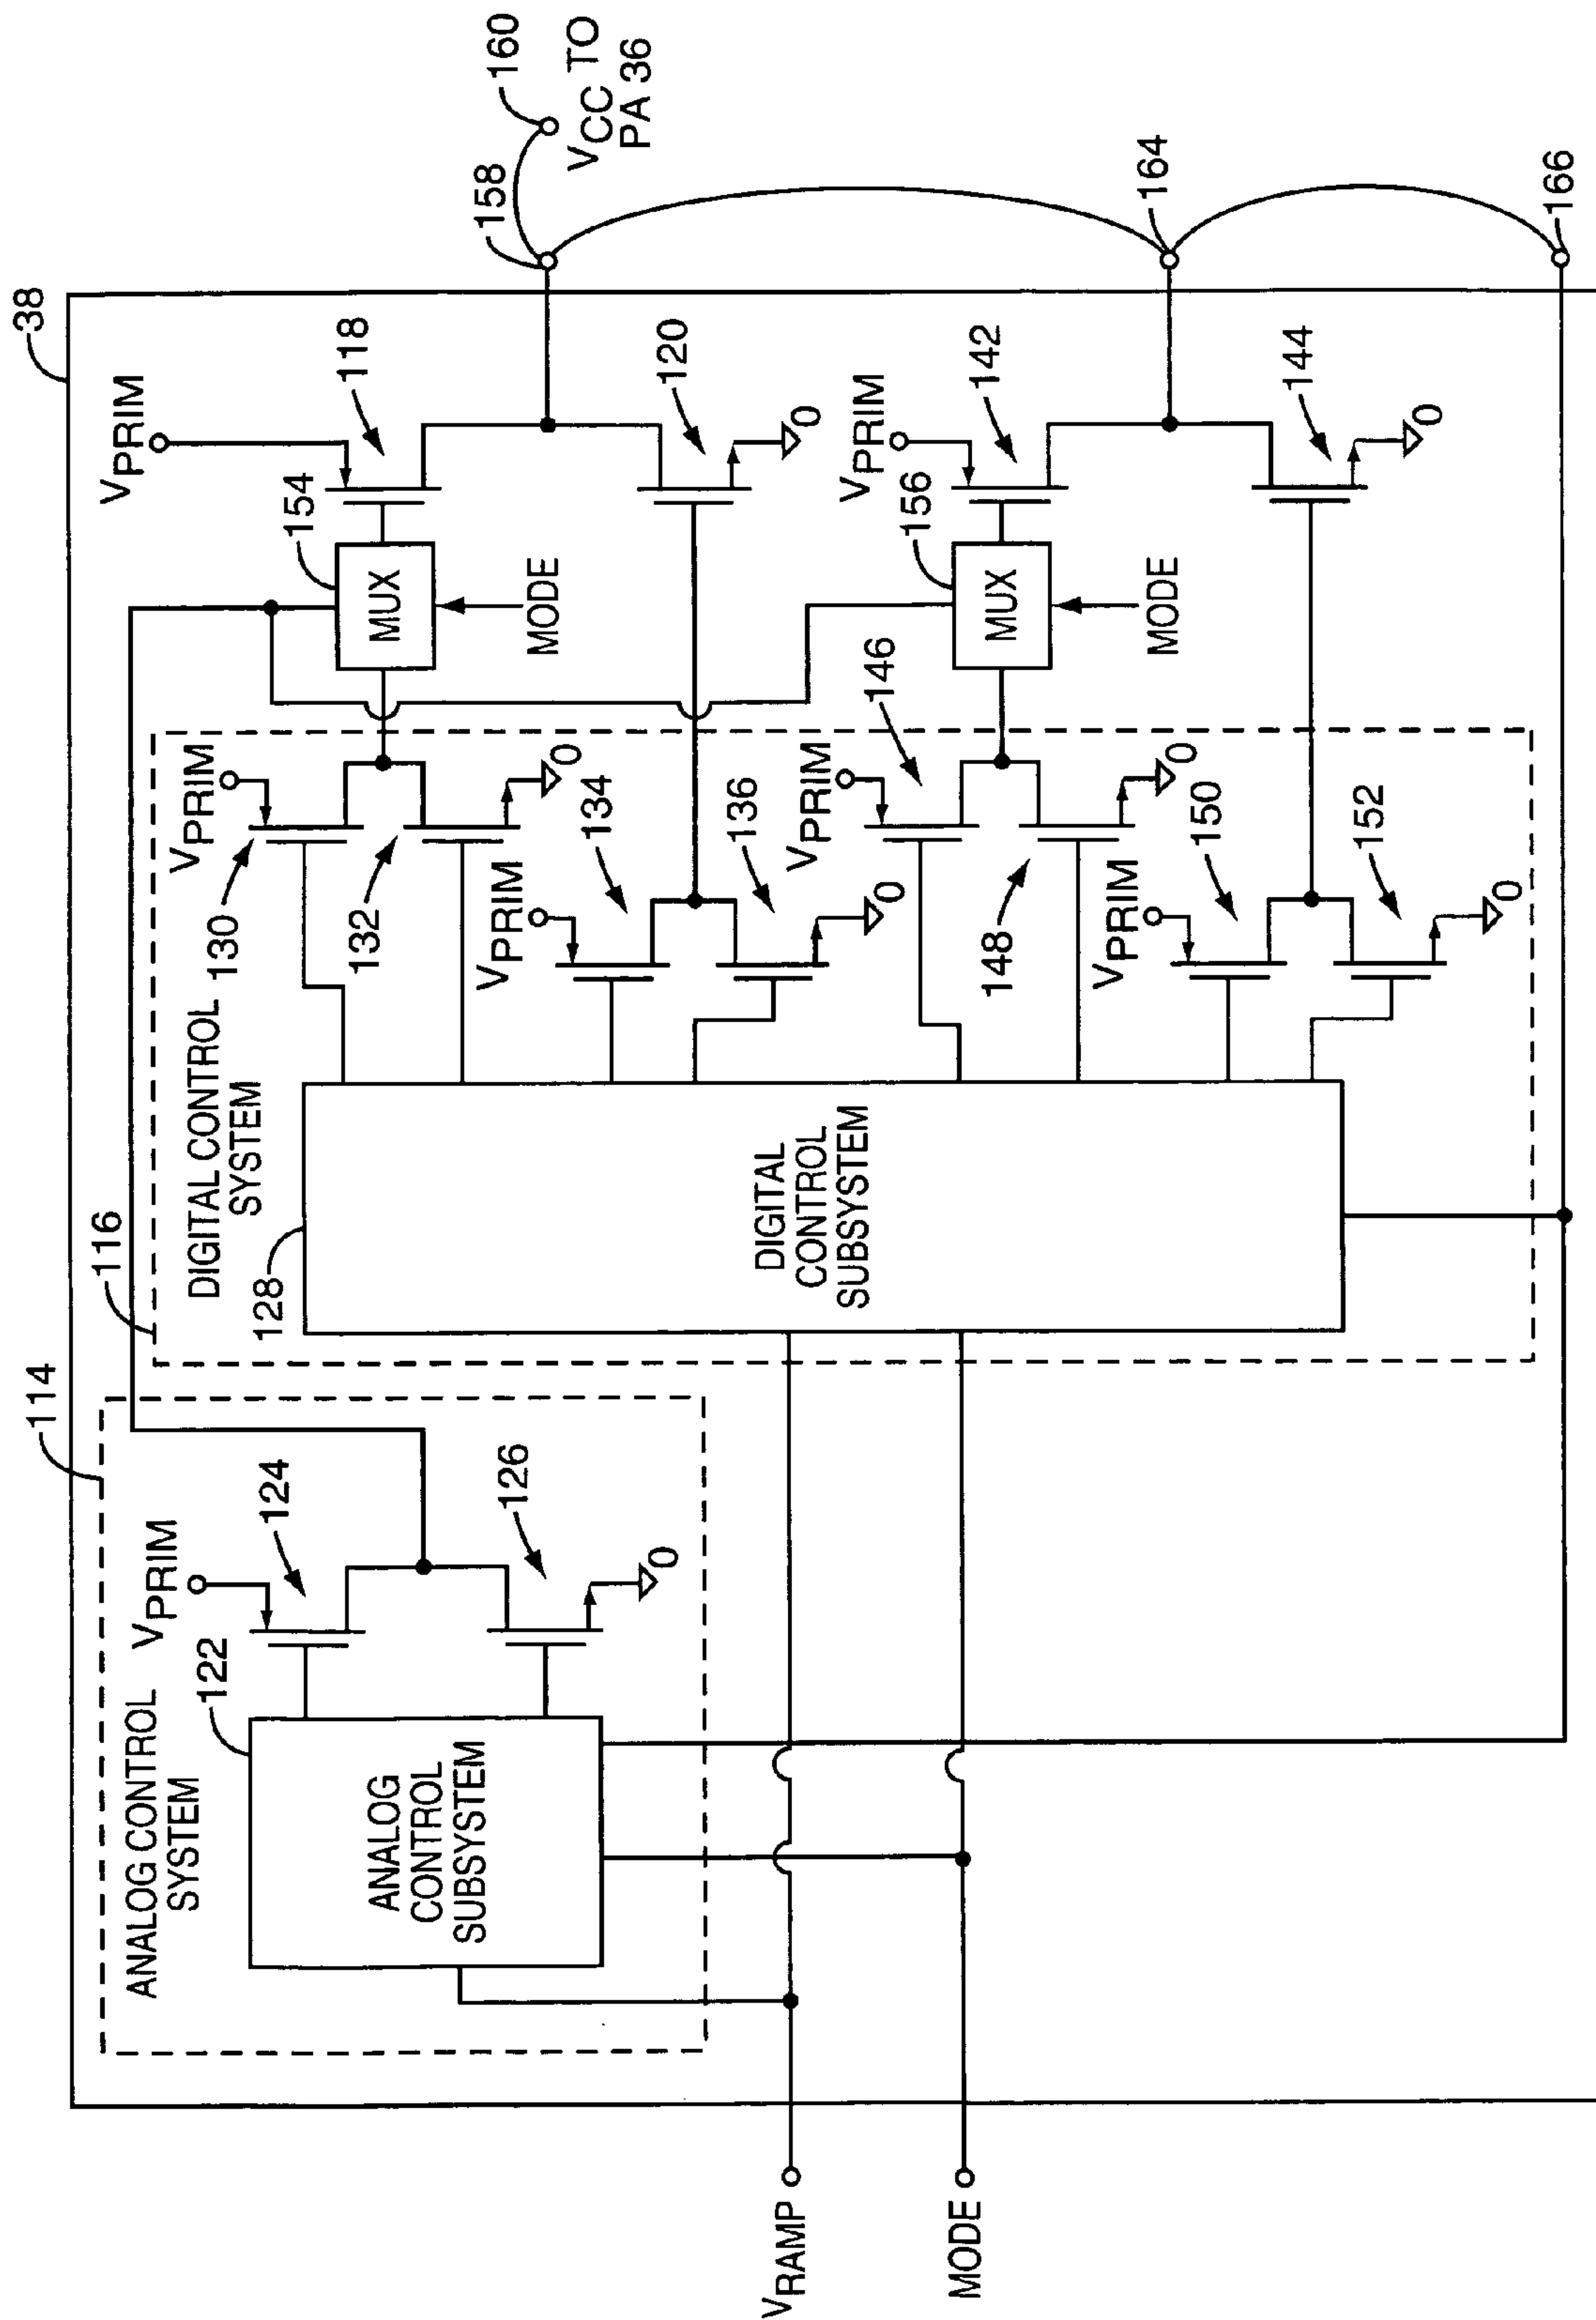 38
114
116
ANALOG CONTROL
SYSTEM
122
VPRIM
124
126
0
ANALOG
CONTROL
SUBSYSTEM
DIGITAL CONTROL
SYSTEM
128
DIGITAL
CONTROL
SUBSYSTEM
VPRIM
130
132
0
VPRIM
134
136
0
VPRIM
146
148
0
VPRIM
150
152
0
154
MUX
MODE
156
MUX
MODE
VPRIM
118
120
0
VPRIM
142
144
0
158
160
VCC TO
PA 36
164
166
VRAMP
MODE